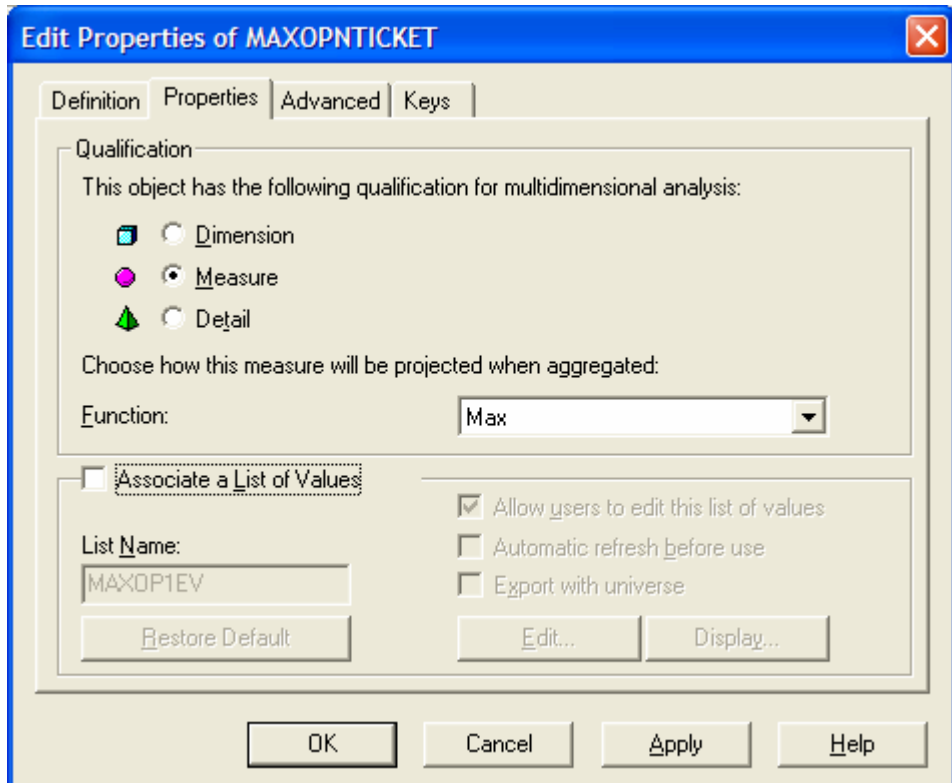 Edit Properties of MAXOPNTICKET
Definition Properties Advanced Keys
Qualification
This object has the following qualification for multidimensional analysis:
Dimension
Measure
Detail
Choose how this measure will be projected when aggregated:
Function: Max
Associate a List of Values
Allow users to edit this list of values
List Name: Automatic refresh before use
MAXOP1EV Export with universe
Restore Default Edit... Display...
OK Cancel Apply Help